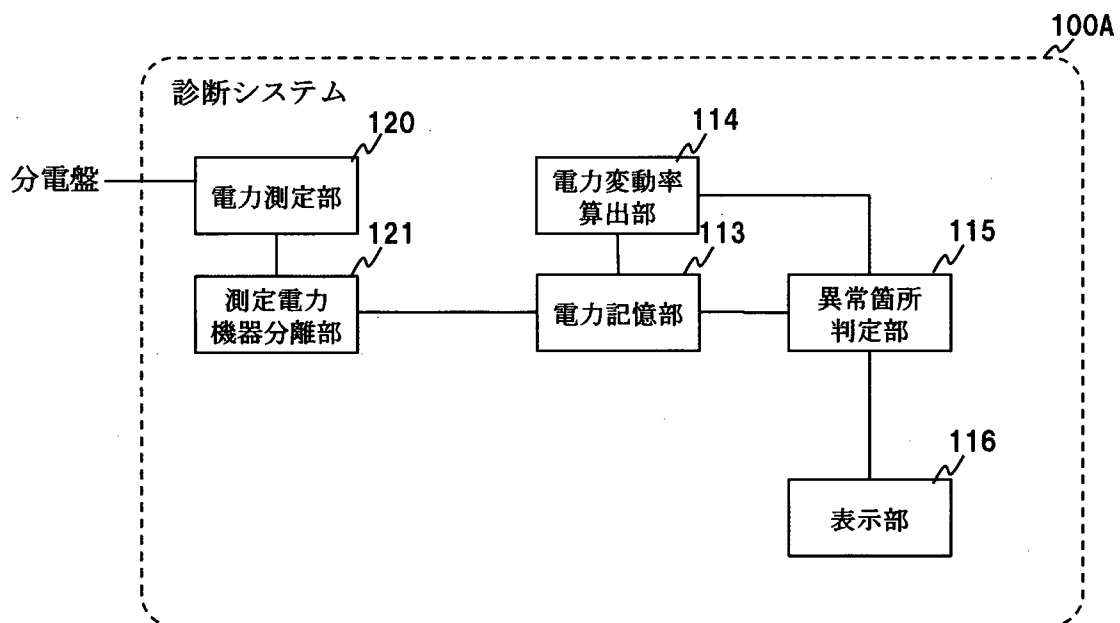 100A
診断システム
120
114
分電盤
電力測定部
電力変動率
算出部
121
113
115
測定電力
機器分離部
電力記憶部
異常箇所
判定部
116
表示部